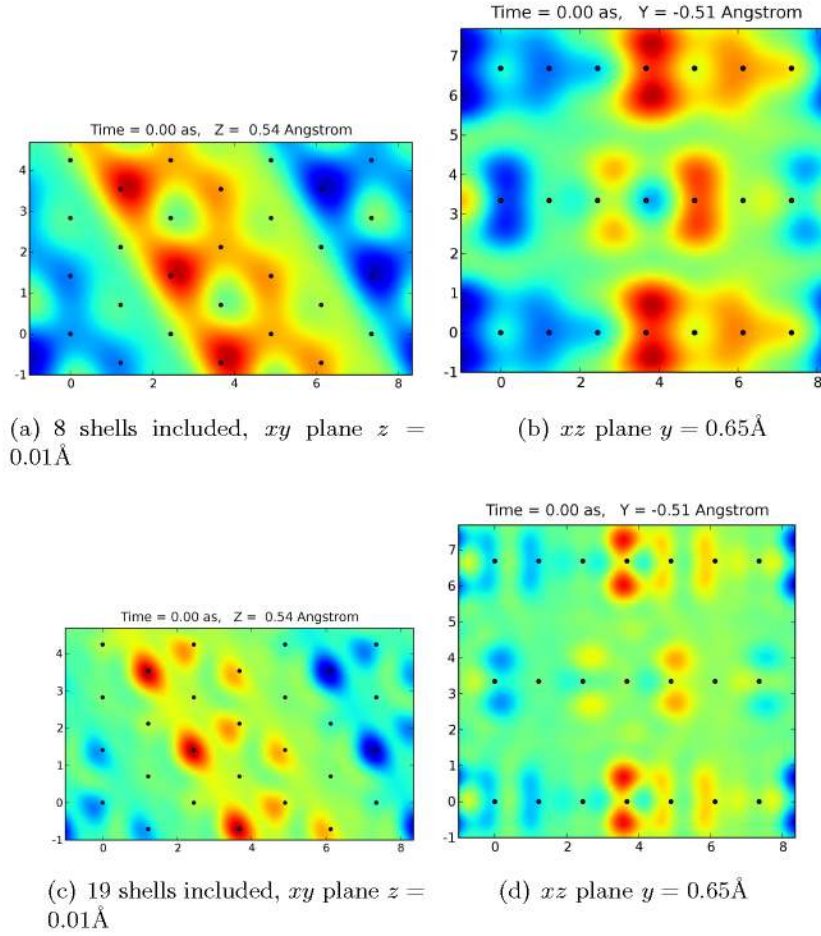 Time = 0.00 as, Y = -0.51 Angstrom
7
6
5
4
3
2
1
0
-1
0 2 4 6 8
Time = 0.00 as, Z = 0.54 Angstrom
4
3
2
1
0
-1
0 2 4 6 8
(a) 8 shells included, xy plane z = 0.01Å
(b) xz plane y = 0.65Å
Time = 0.00 as, Y = -0.51 Angstrom
7
6
5
4
3
2
1
0
-1
0 2 4 6 8
Time = 0.00 as, Z = 0.54 Angstrom
4
3
2
1
0
-1
0 2 4 6 8
(c) 19 shells included, xy plane z = 0.01Å
(d) xz plane y = 0.65Å